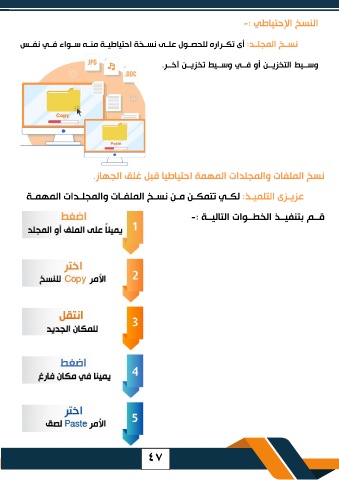 النسخ الإحتياطي :-
نسخ المجلد: أى تكراره للحصول على نسخة احتياطية منه سواء فى نفس
وسيط التخزين أو فى وسيط تخزين آخر.
JPG
.DOC
Copy
Paste
نسخ الملفات والمجلدات المهمة احتياطيا قبل غلق الجهاز.
عزيزى التلميذ: لكي تتمكن من نسخ الملفات والمجلدات المهمة
قم بتنفيذ الخطوات التالية :-
1 اضغط
يميناً على الملف أو المجلد
2 اختر
الأمر Copy للنسخ
3 انتقل
للمكان الجديد
4 اضغط
يمينا في مكان فارغ
5 اختر
الأمر Paste لصق
٤٧